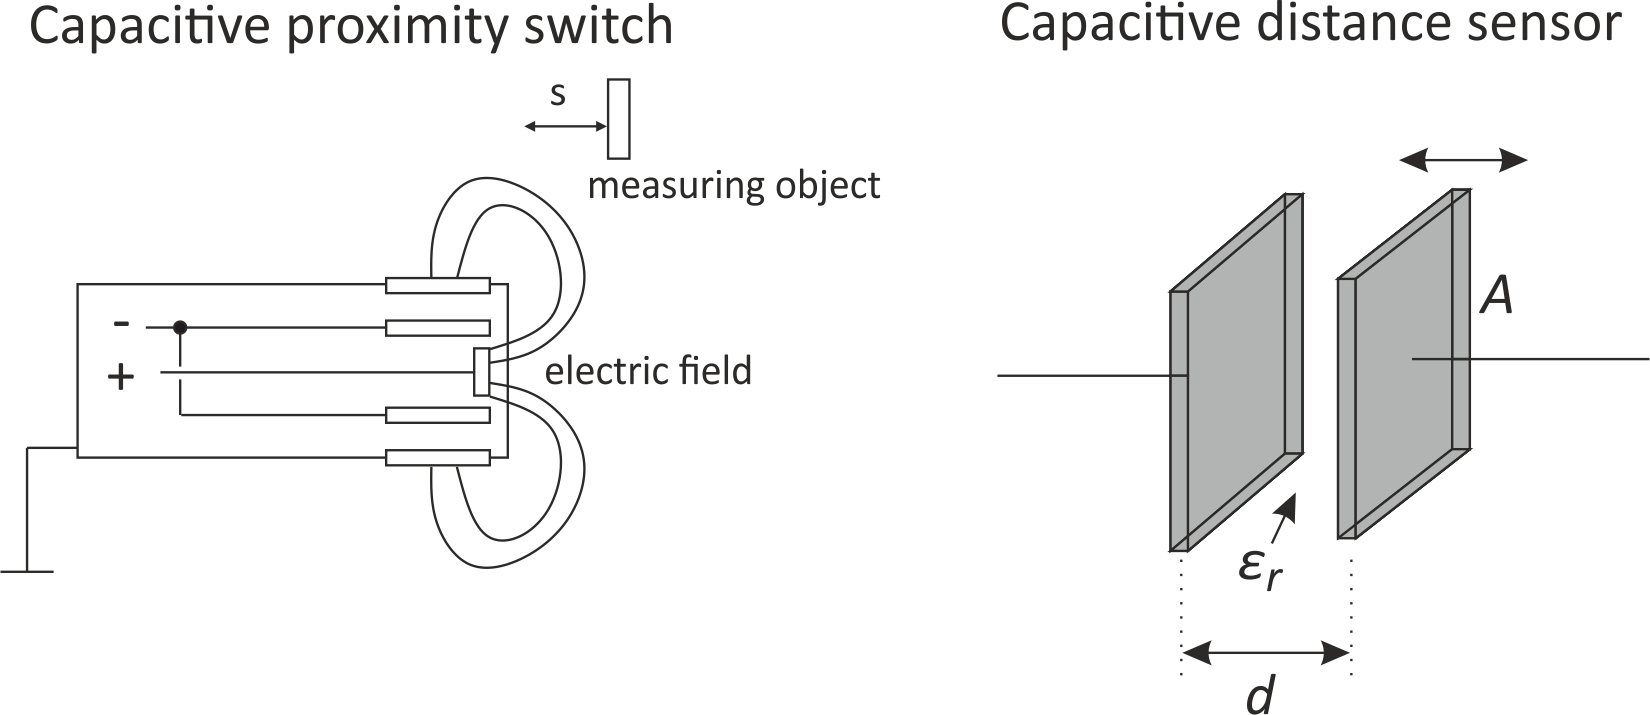 Capacitive proximity switch
s
measuring object
-
+
electric field
Capacitive distance sensor
A
εr
d